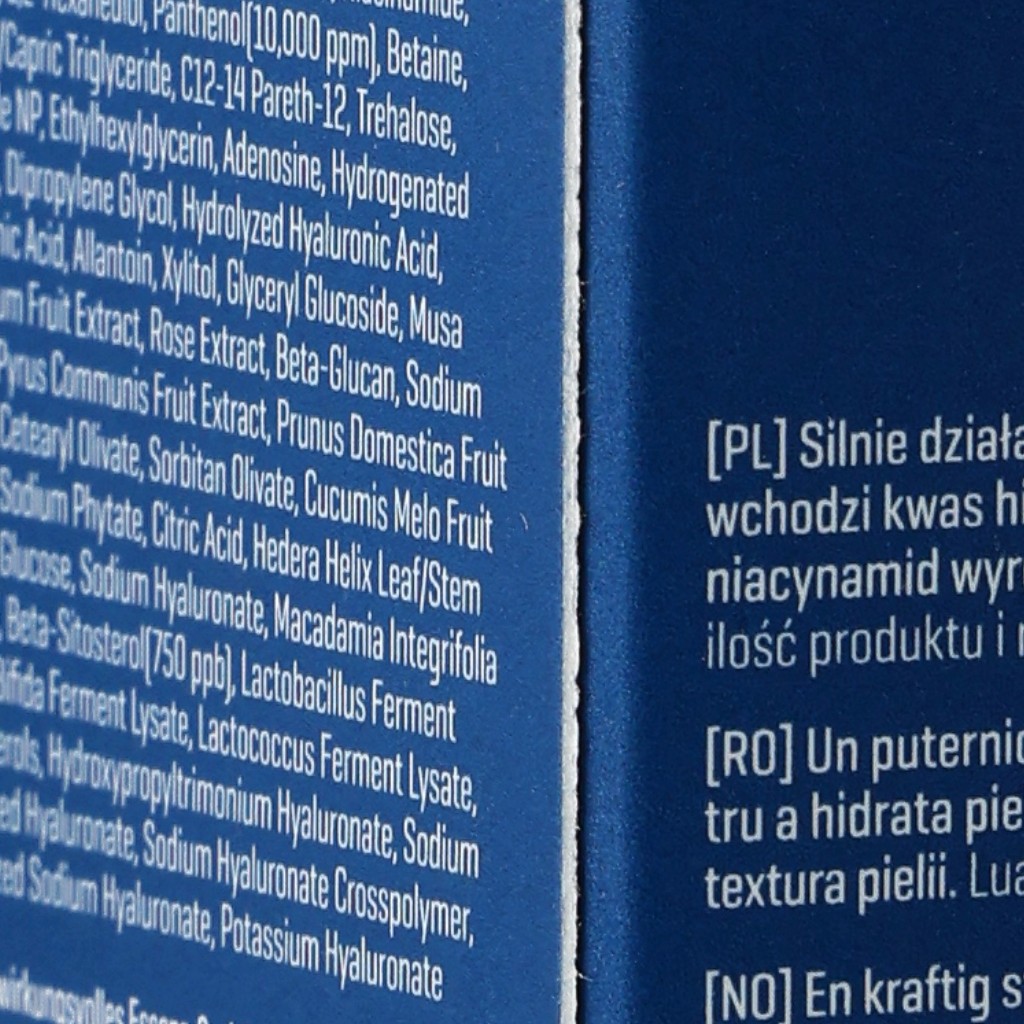 Panthenol(10,000 ppm), Betaine,
/Capric Triglyceride, C12-14 Pareth-12, Trehalose,
NP, Ethylhexylglycerin, Adenosine, Hydrogenated
Dipropylene Glycol, Hydrolyzed Hyaluronic Acid,
Acid, Allantoin, Xylitol, Glyceryl Glucoside, Musa
Fruit Extract, Rose Extract, Beta-Glucan, Sodium
Pyrus Communis Fruit Extract, Prunus Domestica Fruit
Cetearyl Olivate, Sorbitan Olivate, Cucumis Melo Fruit
Sodium Phytate, Citric Acid, Hedera Helix Leaf/Stem
Glucose, Sodium Hyaluronate, Macadamia Integrifolia
Beta-Sitosterol(750 ppb), Lactobacillus Ferment
Bifida Ferment Lysate, Lactococcus Ferment Lysate,
Hydroxypropyltrimonium Hyaluronate, Sodium
Hyaluronate, Sodium Hyaluronate Crosspolymer,
Sodium Hyaluronate, Potassium Hyaluronate
[PL] Silnie działa
wchodzi kwas hi
niacynamid wyr
ilość produktu i
[RO] Un puternic
tru a hidrata pie
textura pielii. Lua
[NO] En kraftig s